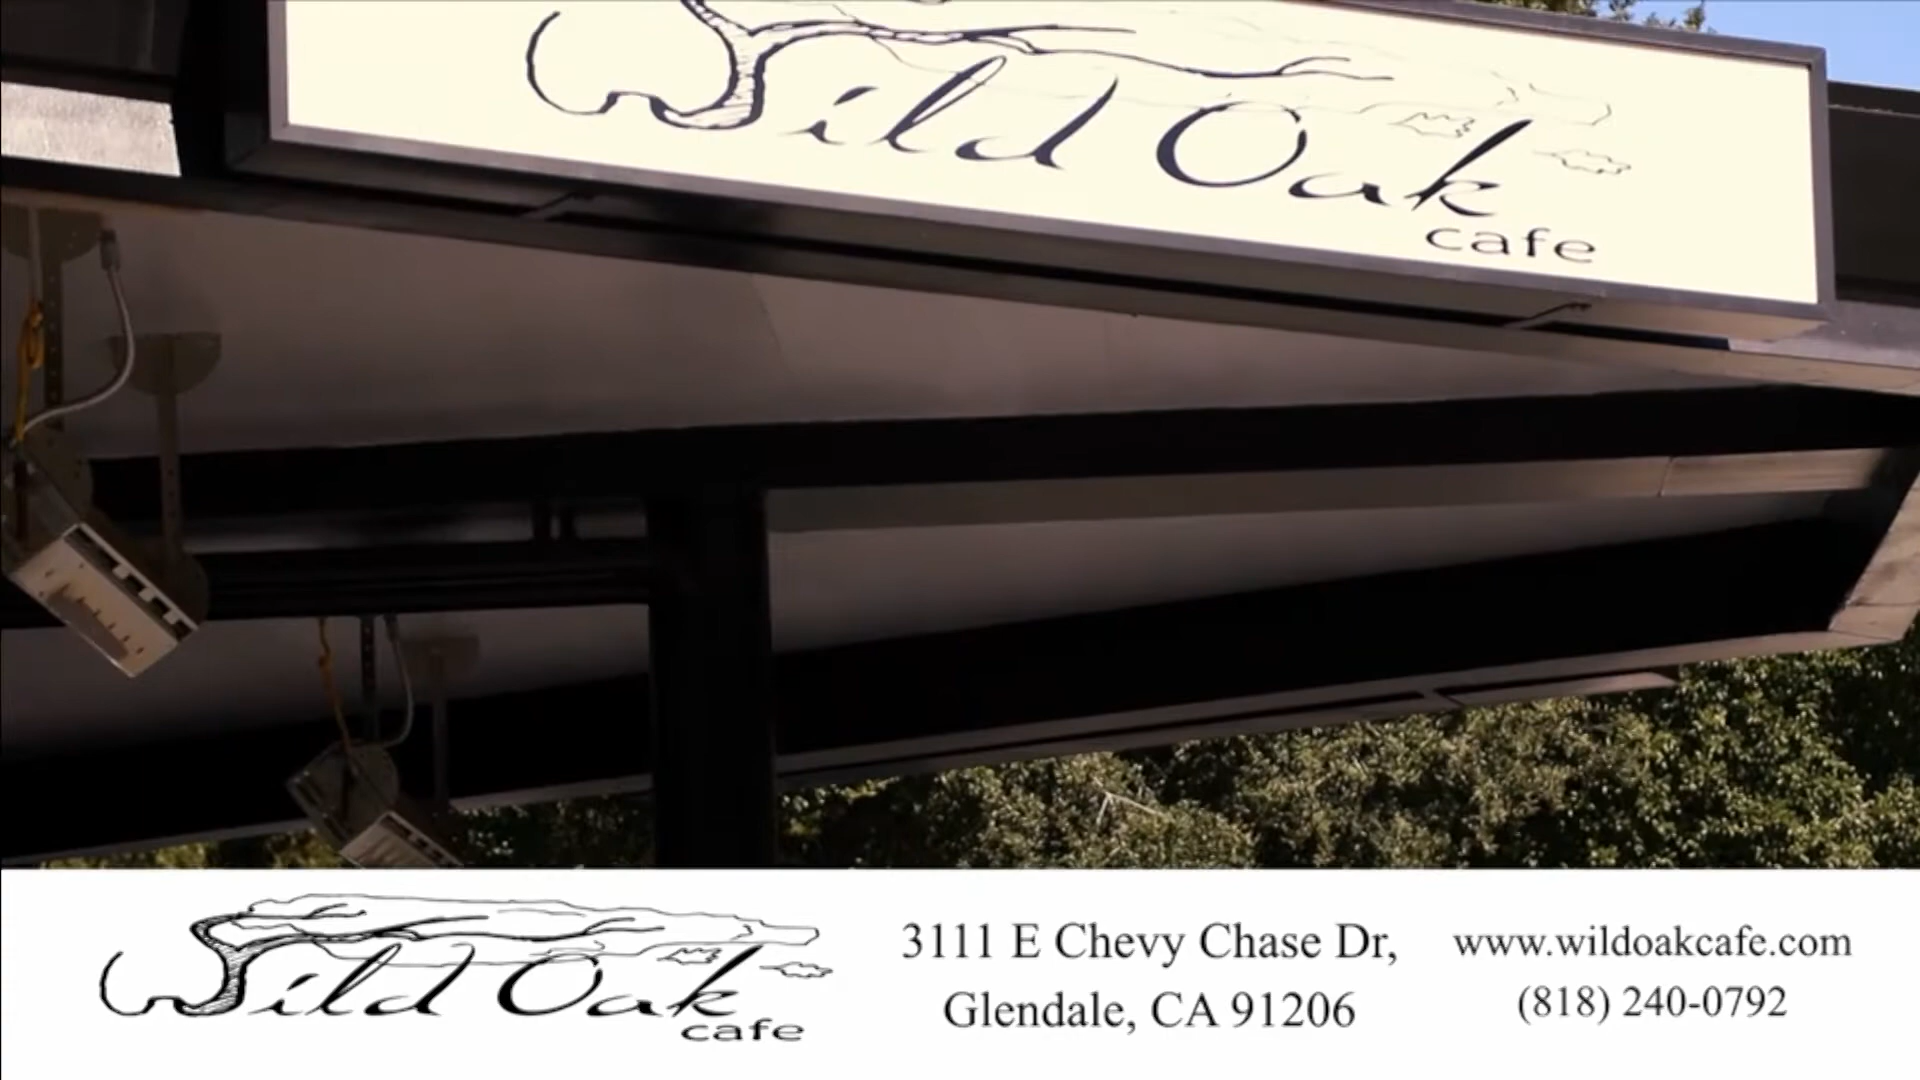 Wild Oak
cafe
Wild Oak
cafe
3111 E Chevy Chase Dr,
Glendale, CA 91206
www.wildoakcafe.com
(818) 240-0792